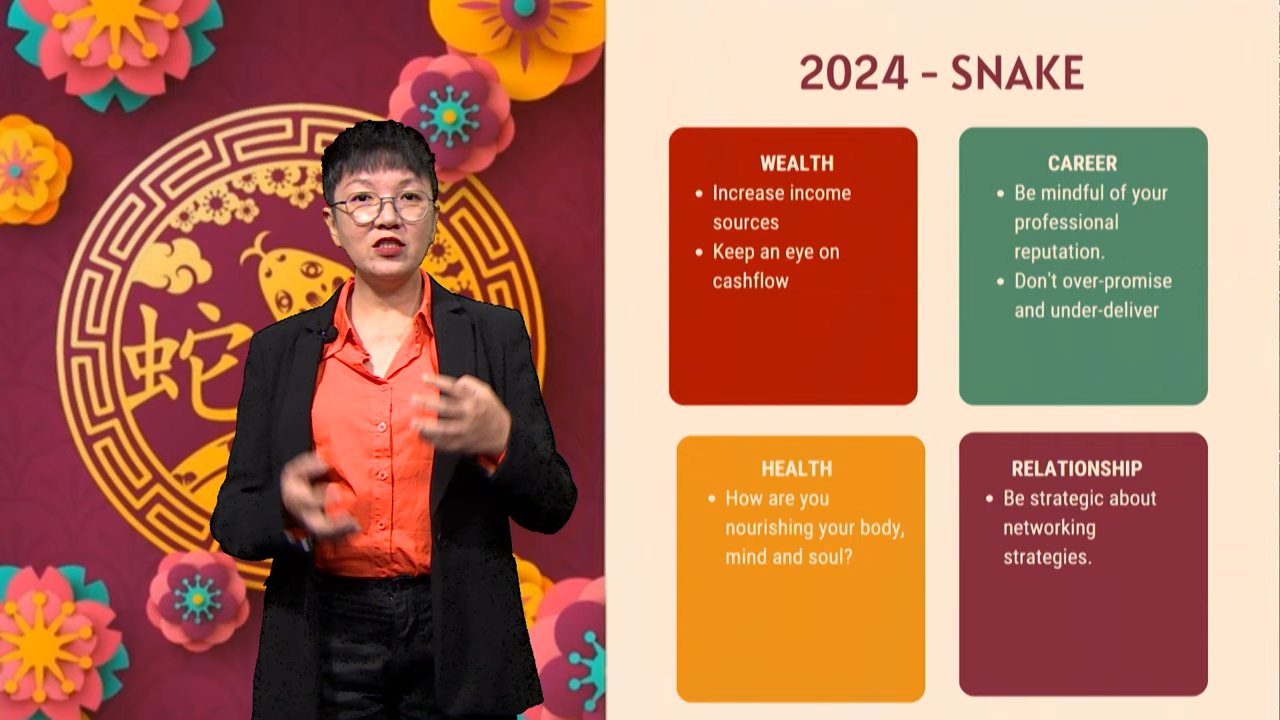 蛇
2024 - SNAKE
WEALTH
• Increase income
sources
• Keep an eye on
cashflow
CAREER
• Be mindful of your
professional
reputation.
• Don't over-promise
and under-deliver
HEALTH
• How are you
nourishing your body,
mind and soul?
RELATIONSHIP
• Be strategic about
networking
strategies.